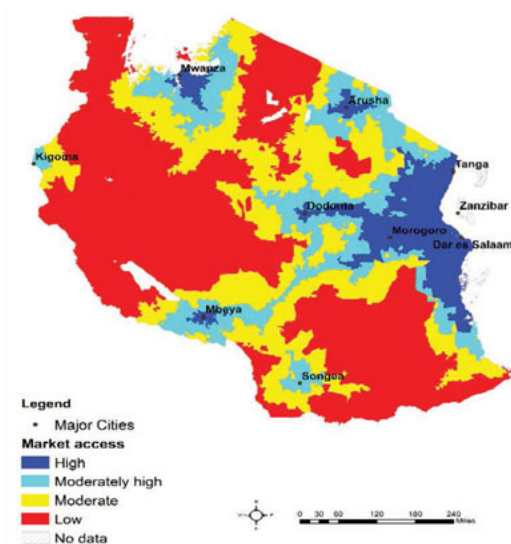 Mwanza
Arusha
Kigoma
Tanga
Dodoma
Zanzibar
Morogoro
Dar es Salaam
Mbeya
Songea
Legend
Major Cities
Market access
High
Moderately high
Moderate
Low
No data
0 30 60 120 180 240
Miles